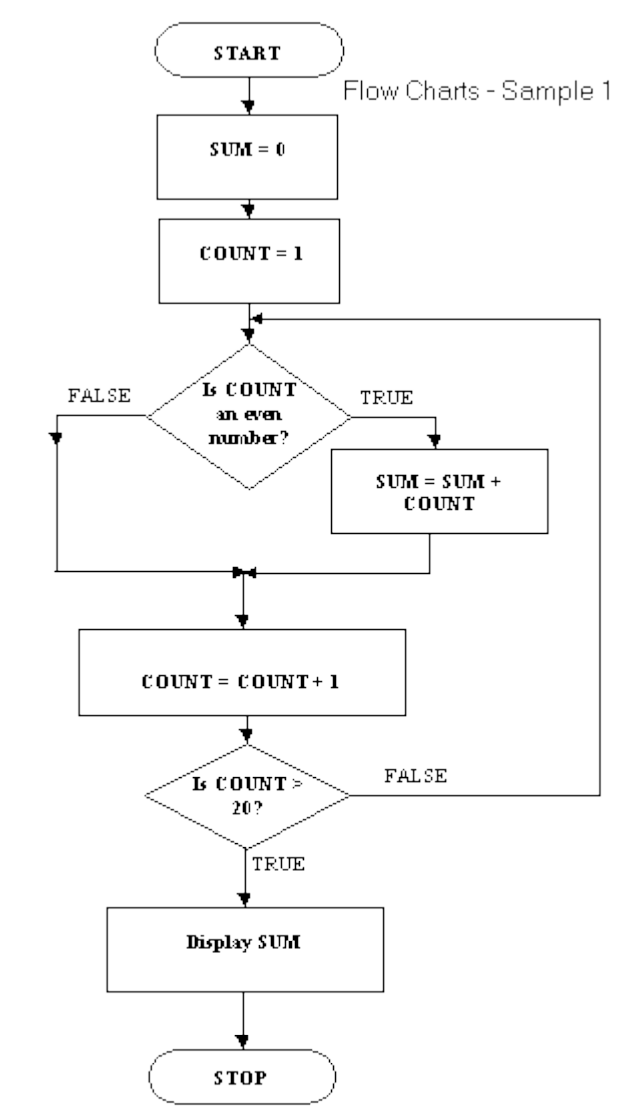 START
Flow Charts - Sample 1
SUM = 0
COUNT = 1
Is COUNT
an even
number?
FALSE
TRUE
SUM = SUM +
COUNT
COUNT = COUNT + 1
Is COUNT >
20?
FALSE
TRUE
Display SUM
STOP